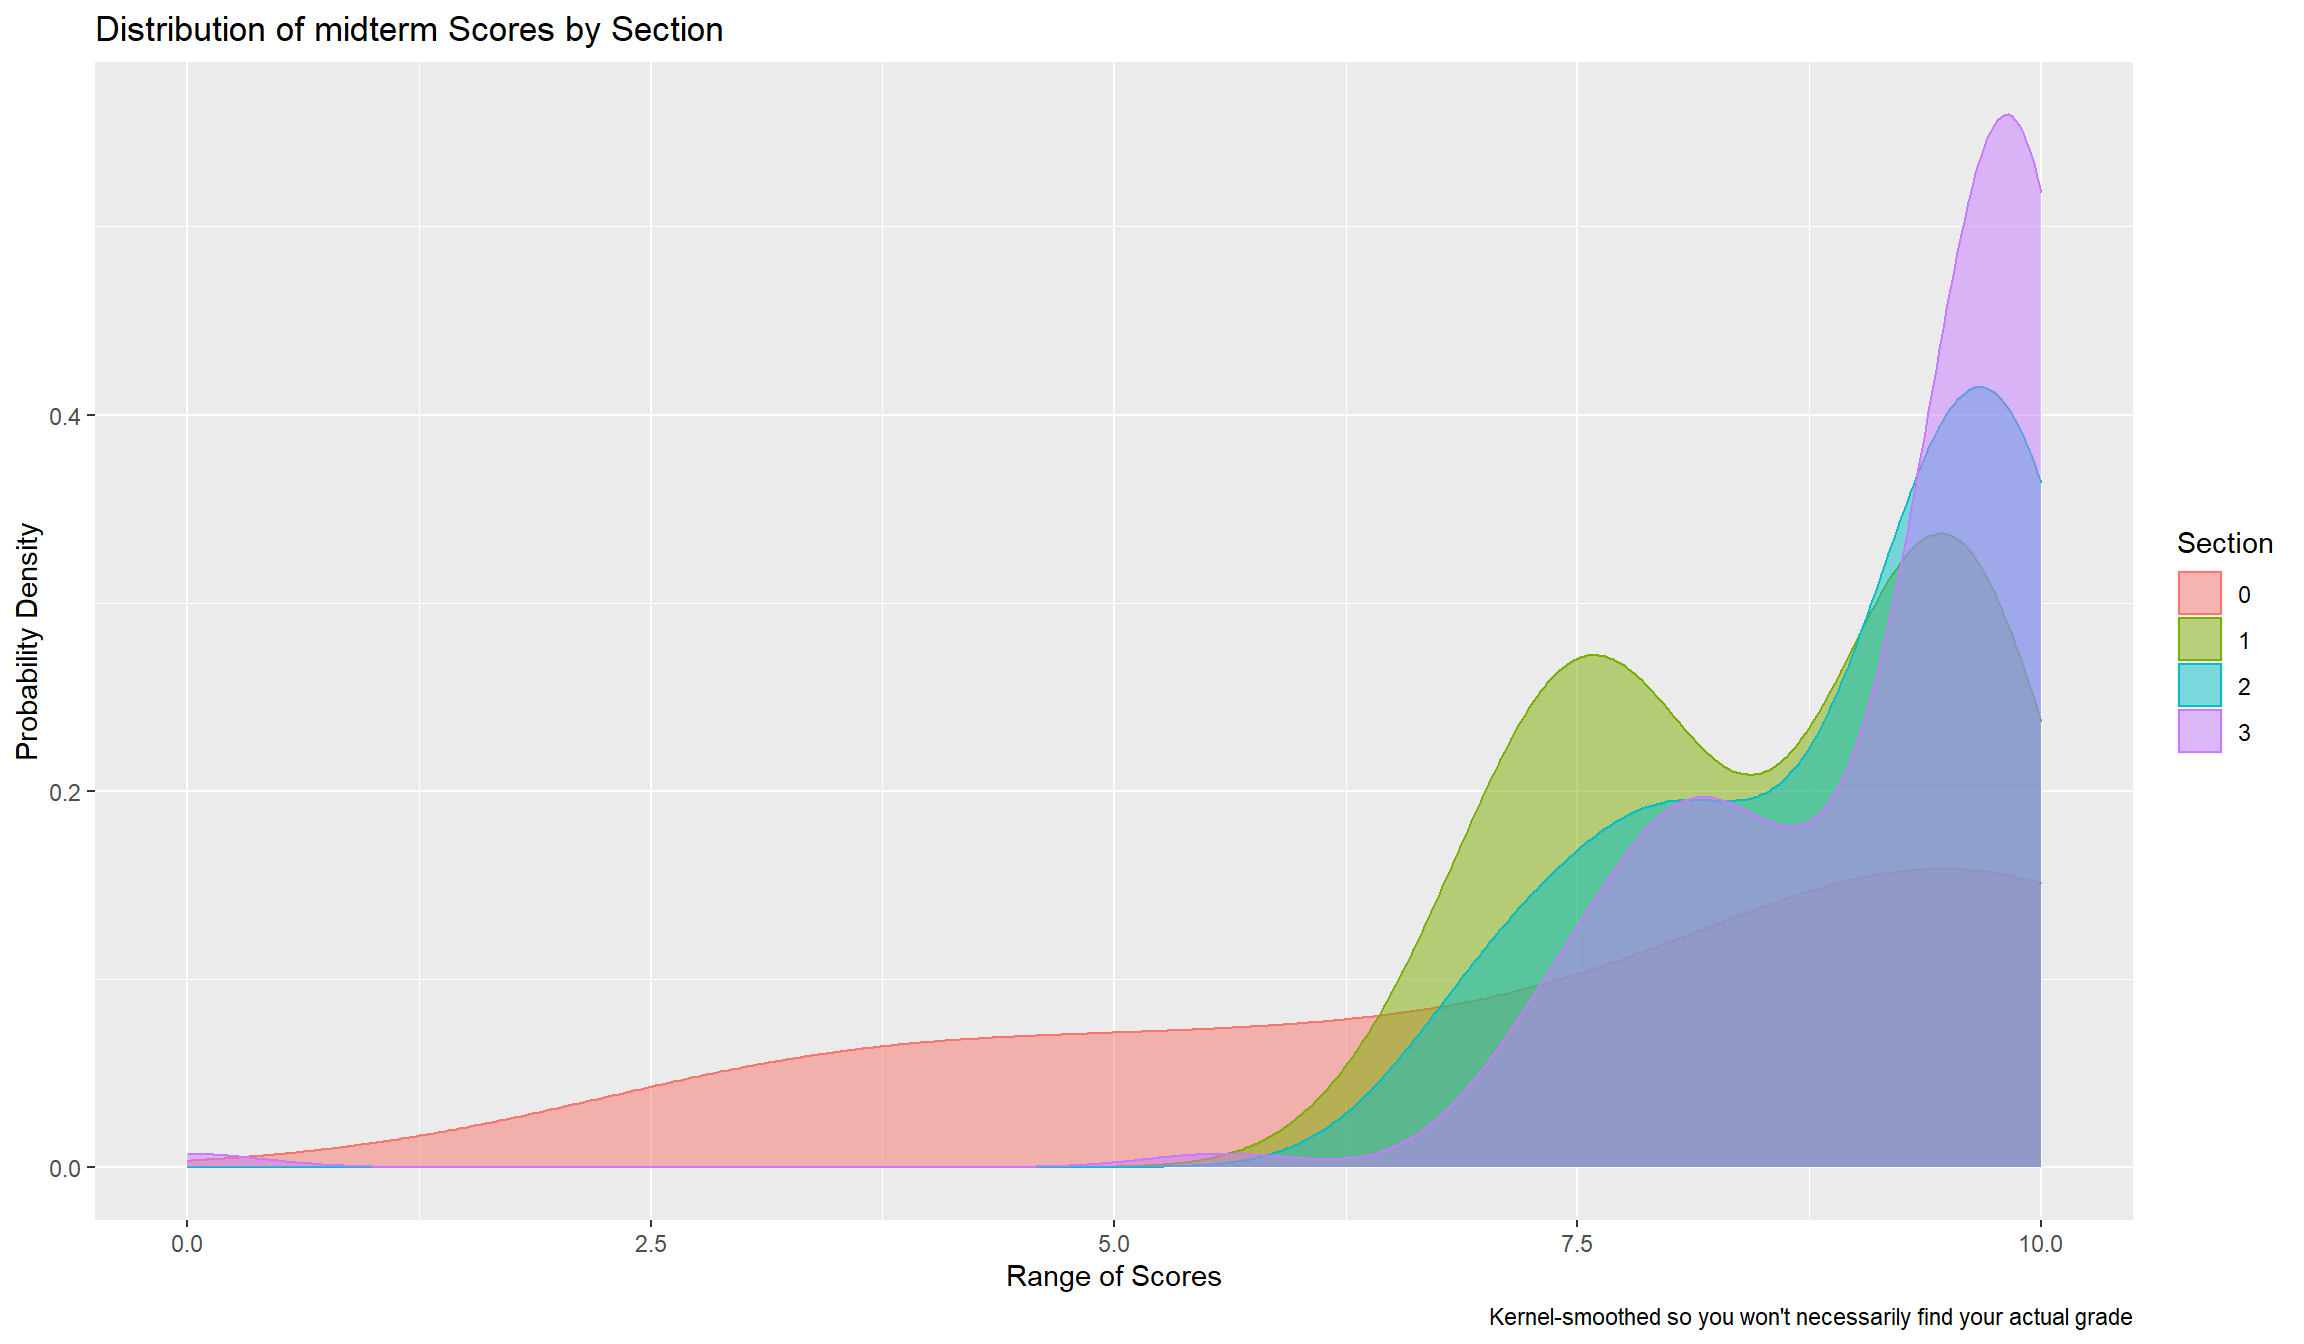 Distribution of midterm Scores by Section
Probability Density
0.4
0.2
0.0
0.0 2.5 5.0 7.5 10.0
Range of Scores
Section
0
1
2
3
Kernel-smoothed so you won't necessarily find your actual grade